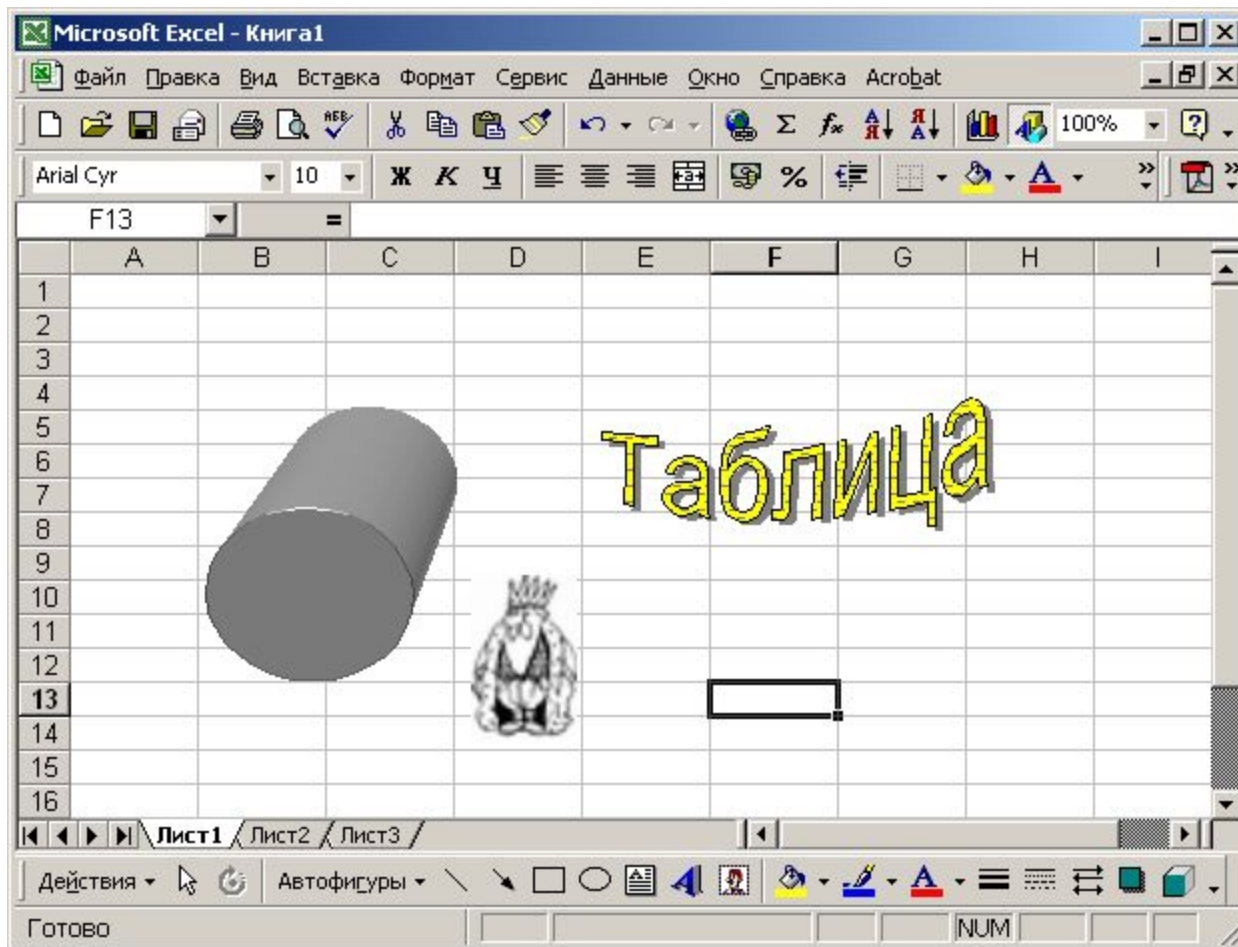 Microsoft Excel - Книга1
Файл Правка Вид Вставка Формат Сервис Данные Окно Справка Acrobat
100%
Arial Cyr 10 Ж К Ч %
F13 =
A B C D E F G H I
1
2
3
4
5
6
7
8
9
10
11
12
13
14
15
16
Таблица
Лист1 Лист2 Лист3
Действия Автофигуры
Готово NUM